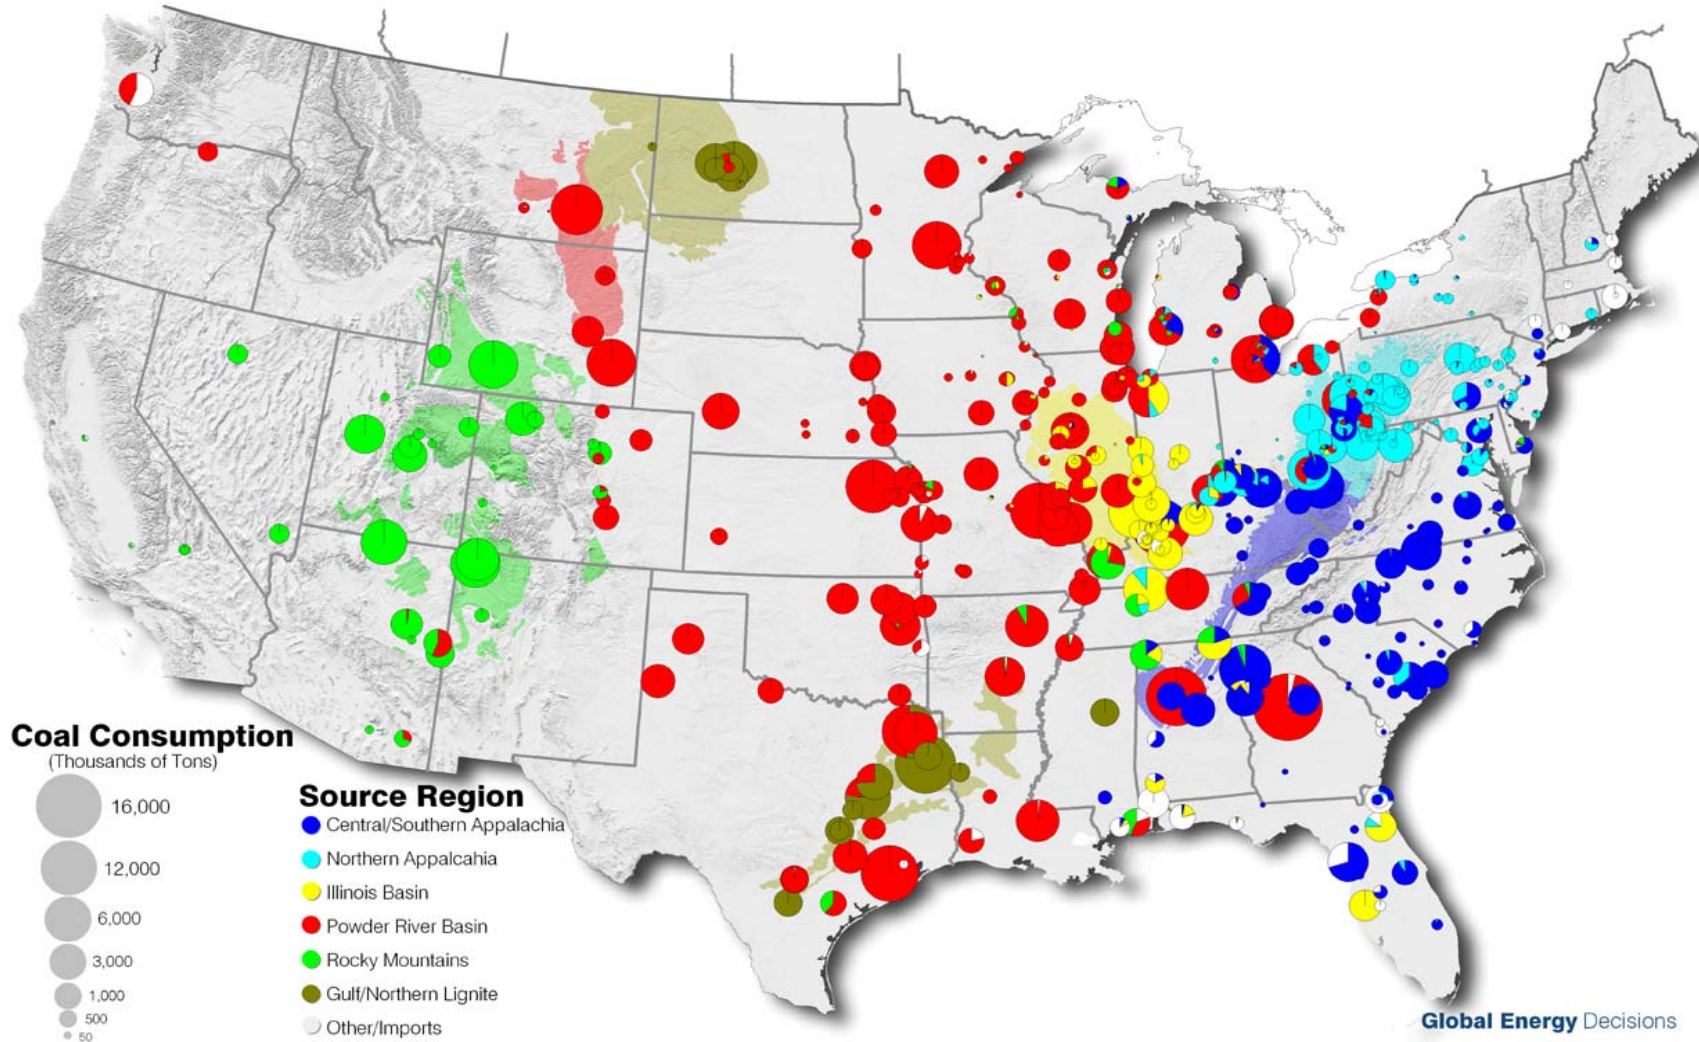 Coal Consumption
(Thousands of Tons)
16,000
12,000
6,000
3,000
1,000
500
50
Source Region
Central/Southern Appalachia
Northern Appalcahia
Illinois Basin
Powder River Basin
Rocky Mountains
Gulf/Northern Lignite
Other/Imports
Global Energy Decisions